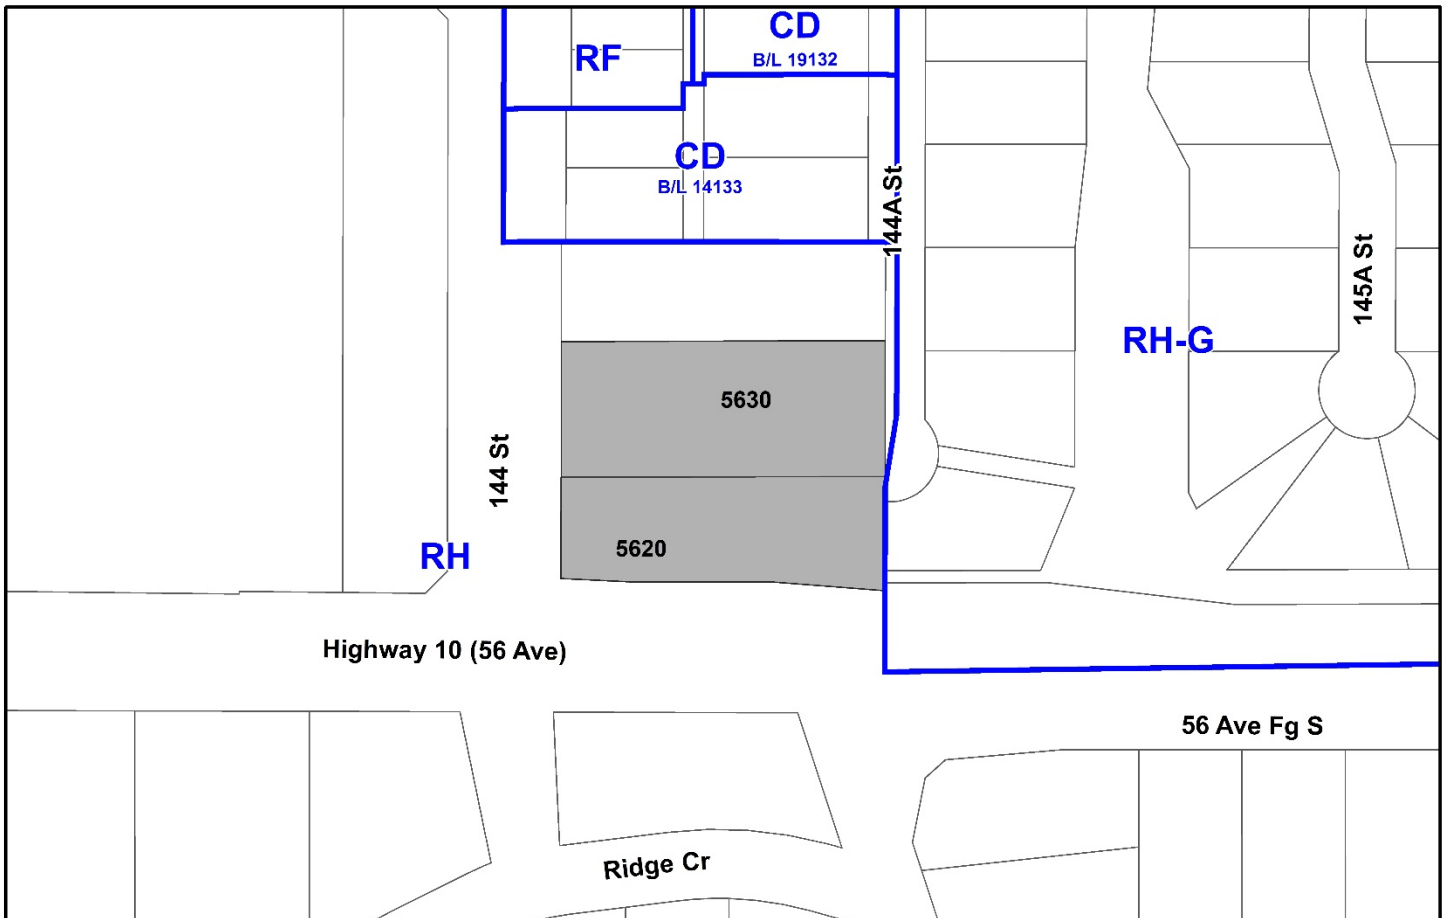 CD
B/L 19132
RF
CD
B/L 14133
144A St
145A St
RH-G
5630
144 St
5620
RH
Highway 10 (56 Ave)
56 Ave Fg S
Ridge Cr